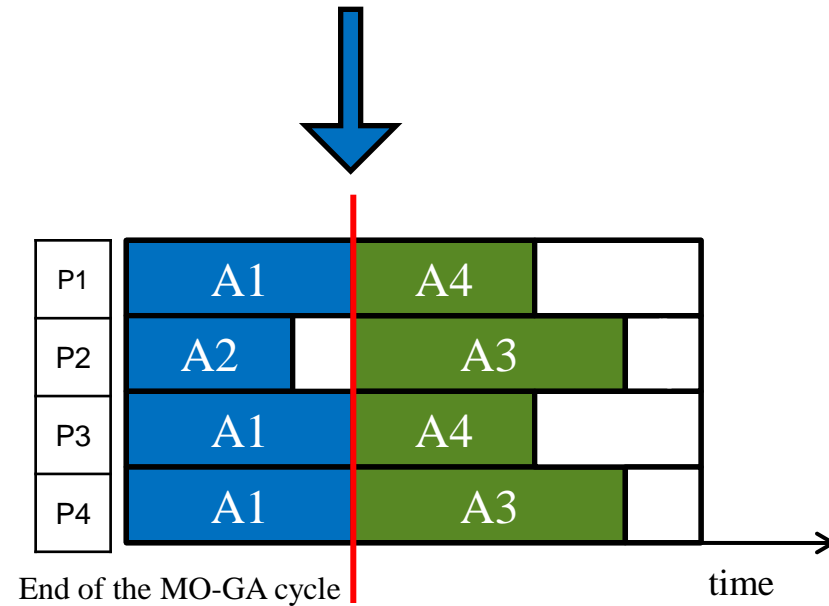 P1 A1 A4
P2 A2 A3
P3 A1 A4
P4 A1 A3
End of the MO-GA cycle time